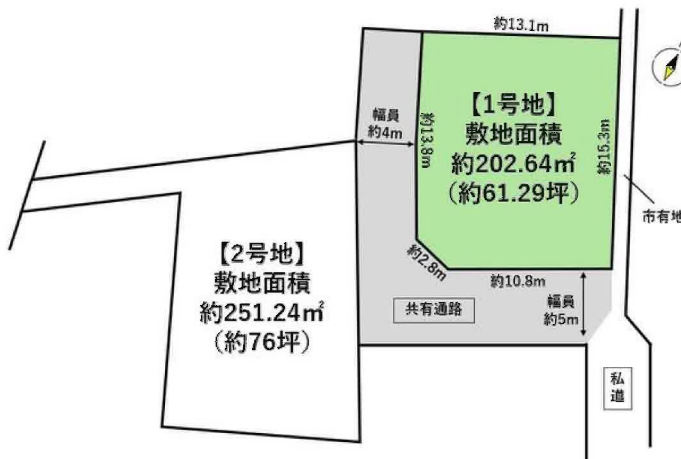 約13.1m
幅員
約4m
約13.8m
【1号地】
敷地面積
約202.64㎡
（約61.29坪）
約15.3m
市有地
【2号地】
敷地面積
約251.24㎡
（約76坪）
約2.8m
約10.8m
共有通路
幅員
約5m
私道